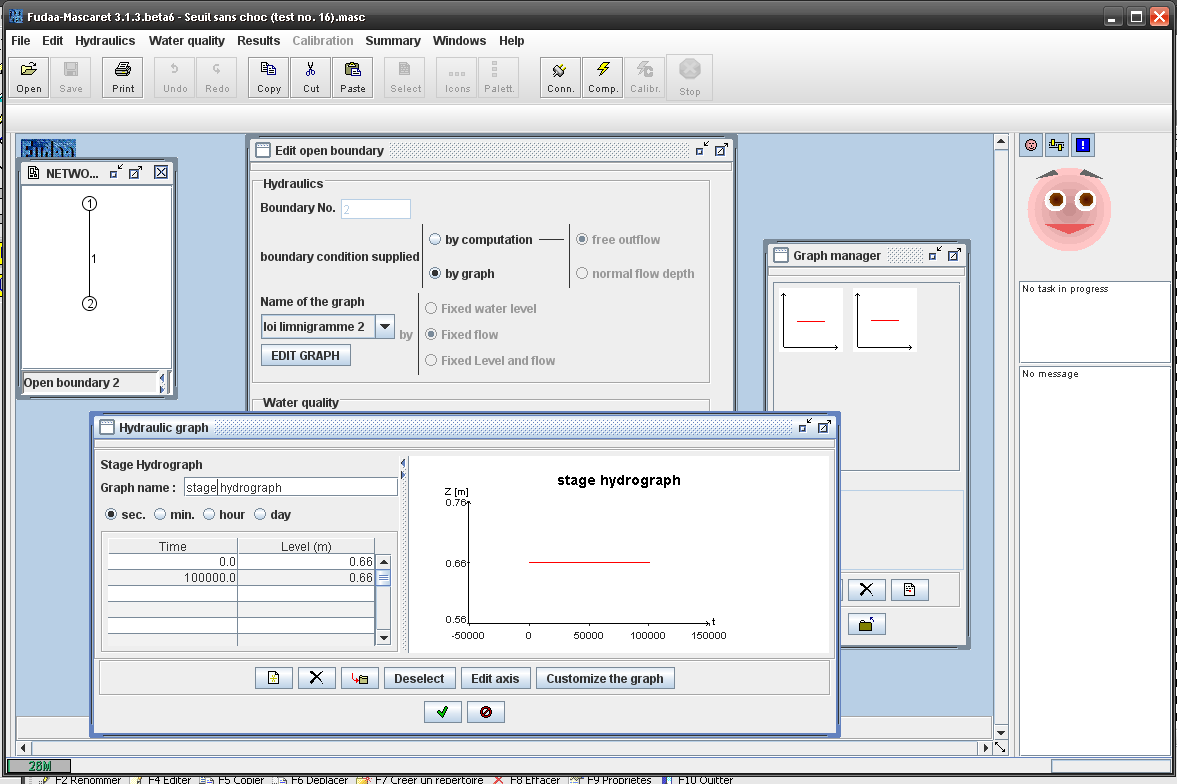 Fudaa-Mascaret 3.1.3.beta6 - Seuil sans choc (test no. 16).masc
File Edit Hydraulics Water quality Results Calibration Summary Windows Help
Open Save Print Undo Redo Copy Cut Paste Select Icons Palett. Conn. Comp. Calibr. Stop
Fudaa
NETWO...
1
1
2
Open boundary 2
Edit open boundary
Hydraulics
Boundary No. 2
boundary condition supplied
by computation
free outflow
by graph
normal flow depth
Name of the graph
loi limnigramme 2
by
EDIT GRAPH
Fixed water level
Fixed flow
Fixed Level and flow
Water quality
Graph manager
No task in progress
No message
Hydraulic graph
Stage Hydrograph
Graph name : stage hydrograph
sec. min. hour day
Time Level (m)
0.0 0.66
100000.0 0.66
stage hydrograph
Z [m]
0.76
0.66
0.56
t
-50000 0 50000 100000 150000
Deselect Edit axis Customize the graph
26M
F2 Renommer F4 Editer F5 Copier F6 Déplacer F7 Créer un répertoire F8 Effacer F9 Propriétés F10 Quitter